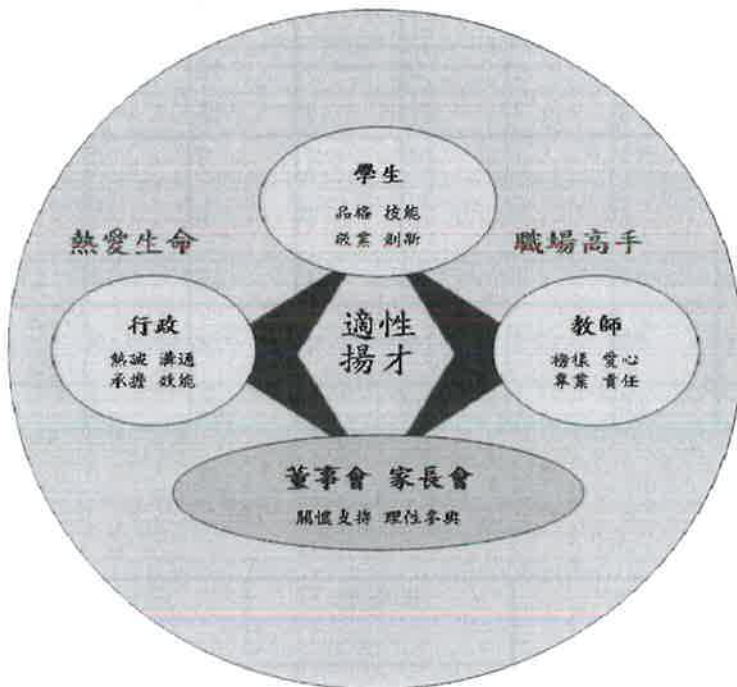 學生
品格 技能
敬業 創新
熱愛生命
職場高手
行政
熱誠 溝通
承擔 效能
適性
揚才
教師
榜樣 愛心
專業 責任
董事會 家長會
關懷支持 理性參與